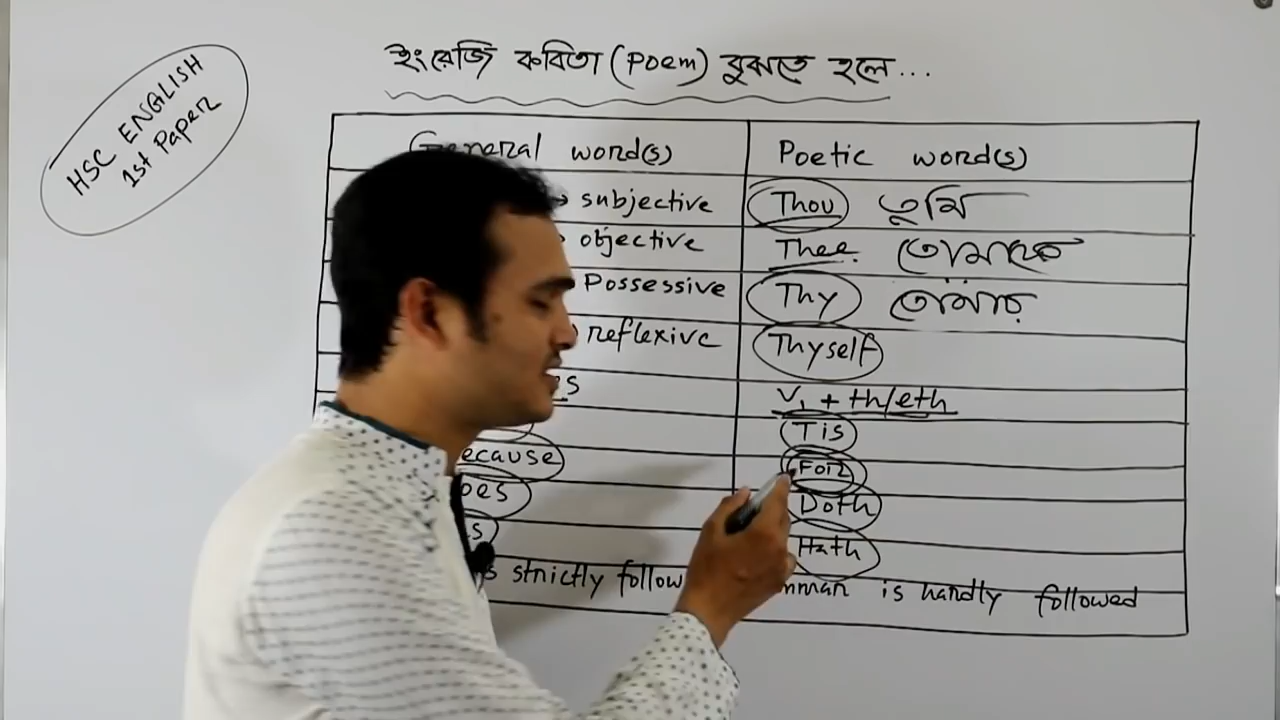 ইংরেজি কবিতা (Poem) বুঝতে হলে...
HSC ENGLISH
1st Paper
General word(s) Poetic word(s)
subjective Thou তুমি
objective Thee তোমাকে
Possessive Thy তোমার
reflexive Thyself
V1 + th/eth
Tis
ecause For
oes Doth
Hath
s strictly follow mmar is hardly followed